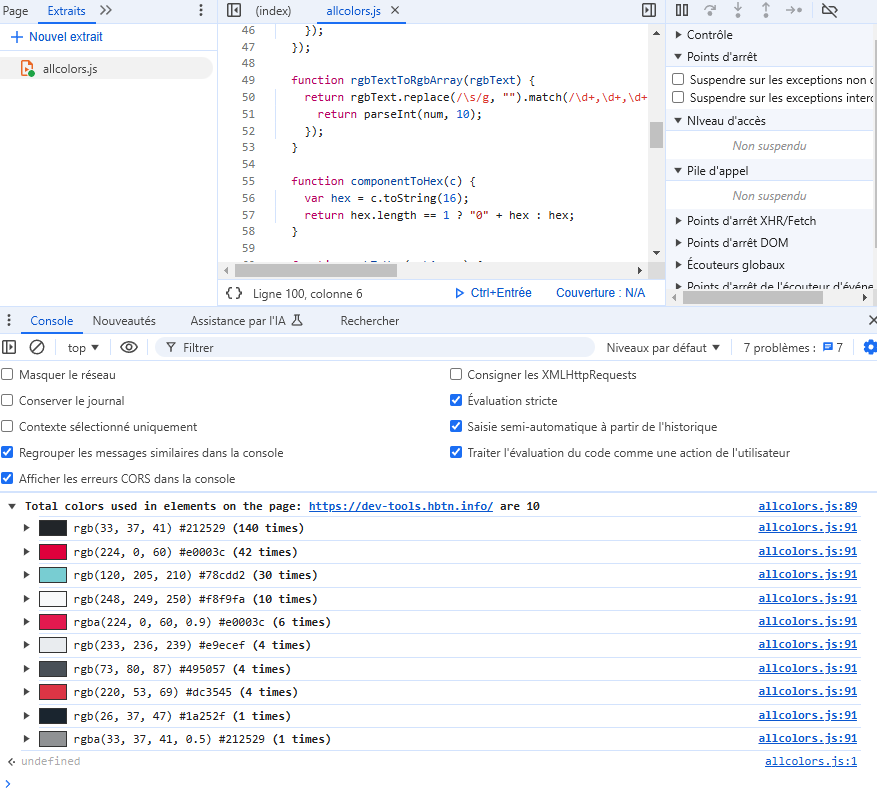 Page Extraits
(index) allcolors.js
Nouvel extrait
allcolors.js
46 });
47 });
48
49 function rgbTextToRgbArray(rgbText) {
50 return rgbText.replace(/\s/g, "").match(/\d+,\d+,\d+
51 return parseInt(num, 10);
52 });
53 }
54
55 function componentToHex(c) {
56 var hex = c.toString(16);
57 return hex.length == 1 ? "0" + hex : hex;
58 }
59
{} Ligne 100, colonne 6 Ctrl+Entrée Couverture : N/A
Contrôle
Points d'arrêt
Suspendre sur les exceptions non c
Suspendre sur les exceptions interc
NIveau d'accès
Non suspendu
Pile d'appel
Non suspendu
Points d'arrêt XHR/Fetch
Points d'arrêt DOM
Écouteurs globaux
Points d'arrêt de l'écouteur d'événe
Console Nouveautés Assistance par l'IA Rechercher
top Filtrer Niveaux par défaut 7 problèmes : 7
Masquer le réseau Consigner les XMLHttpRequests
Conserver le journal Évaluation stricte
Contexte sélectionné uniquement Saisie semi-automatique à partir de l'historique
Regrouper les messages similaires dans la console Traiter l'évaluation du code comme une action de l'utilisateur
Afficher les erreurs CORS dans la console
Total colors used in elements on the page: https://dev-tools.hbtn.info/ are 10 allcolors.js:89
rgb(33, 37, 41) #212529 (140 times) allcolors.js:91
rgb(224, 0, 60) #e0003c (42 times) allcolors.js:91
rgb(120, 205, 210) #78cdd2 (30 times) allcolors.js:91
rgb(248, 249, 250) #f8f9fa (10 times) allcolors.js:91
rgba(224, 0, 60, 0.9) #e0003c (6 times) allcolors.js:91
rgb(233, 236, 239) #e9ecef (4 times) allcolors.js:91
rgb(73, 80, 87) #495057 (4 times) allcolors.js:91
rgb(220, 53, 69) #dc3545 (4 times) allcolors.js:91
rgb(26, 37, 47) #1a252f (1 times) allcolors.js:91
rgba(33, 37, 41, 0.5) #212529 (1 times) allcolors.js:91
undefined allcolors.js:1